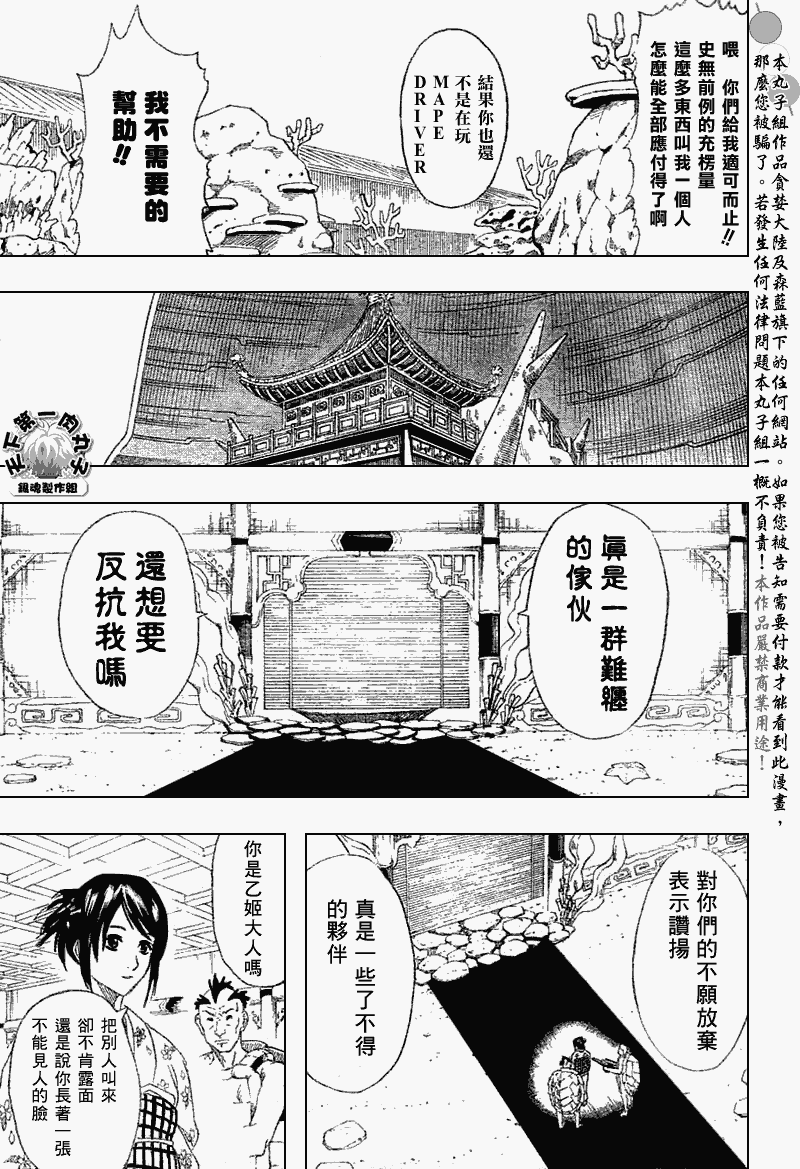 喂 你們給我適可而止!!
史無前例的充楞量
這麼多東西叫我一個人
怎麼能全部應付得了啊
結果你也還
不是在玩
MAPE
DRIVER
我不需要的
幫助!!
真是一群難纏
的傢伙
還想要
反抗我嗎
對你們的不願放棄
表示讚揚
真是一些了不得
的夥伴
你是乙姬大人嗎
把別人叫來
卻不肯露面
還是說你長著一張
不能見人的臉
天下第一肉丸子
銀魂製作組
本丸子組作品貪婪大陸及森藍旗下的任何網站。如果您被告知需要付款才能看到此漫畫，
那麼您被騙了。若發生任何法律問題本丸子組一概不負責！本作品嚴禁商業用途！